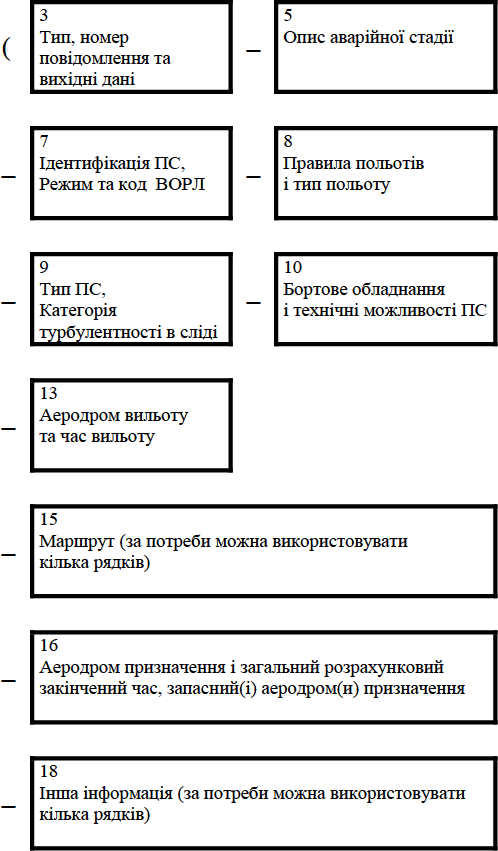 (
3
Тип, номер
повідомлення та
вихідні дані
–
5
Опис аварійної стадії
–
7
Ідентифікація ПС,
Режим та код ВОРЛ
–
8
Правила польотів
і тип польоту
–
9
Тип ПС,
Категорія
турбулентності в сліді
–
10
Бортове обладнання
і технічні можливості ПС
–
13
Аеродром вильоту
та час вильоту
–
15
Маршрут (за потреби можна використовувати
кілька рядків)
–
16
Аеродром призначення і загальний розрахунковий
закінчений час, запасний(і) аеродром(и) призначення
–
18
Інша інформація (за потреби можна використовувати
кілька рядків)